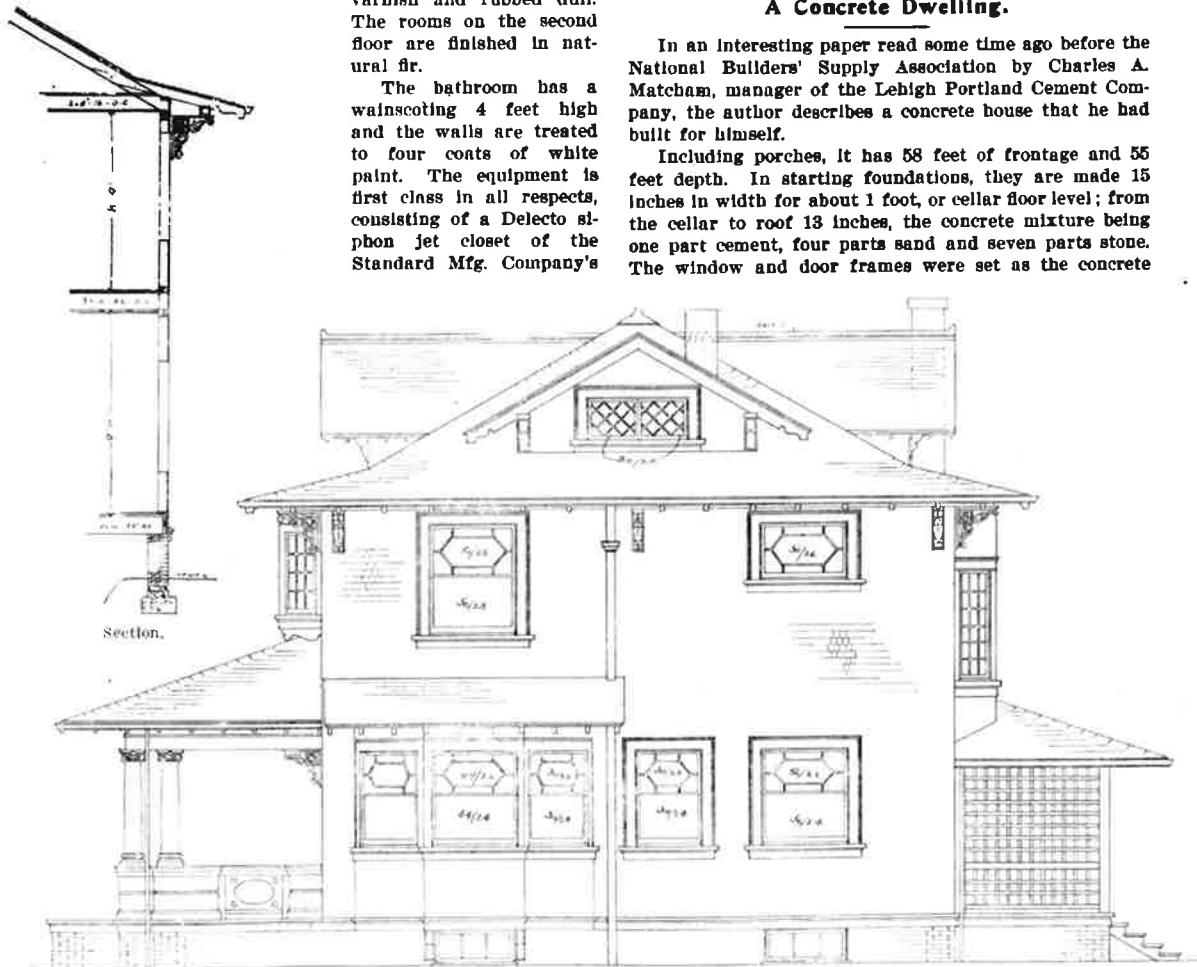 varnish and rubbed dull.
The rooms on the second
floor are finished in nat-
ural fir.
The bathroom has a
wainscoting 4 feet high
and the walls are treated
to four coats of white
paint. The equipment is
first class in all respects,
consisting of a Delecto si-
phon jet closet of the
Standard Mfg. Company's
A Concrete Dwelling.
In an interesting paper read some time ago before the
National Builders' Supply Association by Charles A.
Matcham, manager of the Lehigh Portland Cement Com-
pany, the author describes a concrete house that he had
built for himself.
Including porches, it has 58 feet of frontage and 55
feet depth. In starting foundations, they are made 15
inches in width for about 1 foot, or cellar floor level; from
the cellar to roof 13 inches, the concrete mixture being
one part cement, four parts sand and seven parts stone.
The window and door frames were set as the concrete
Section.